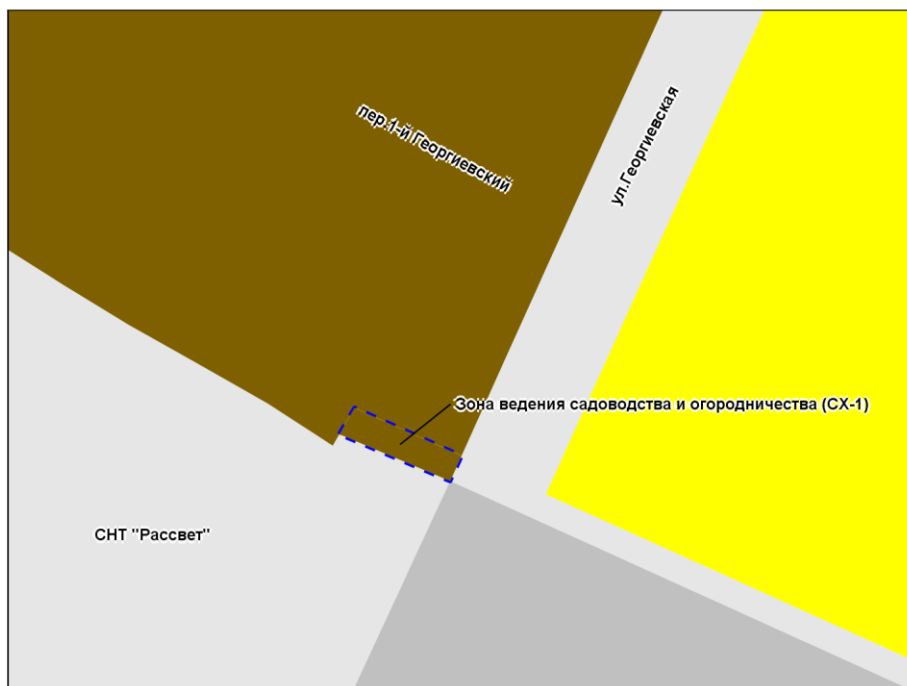 пер.1-й Георгиевский
ул.Георгиевская
Зона ведения садоводства и огородничества (СХ-1)
СНТ "Рассвет"